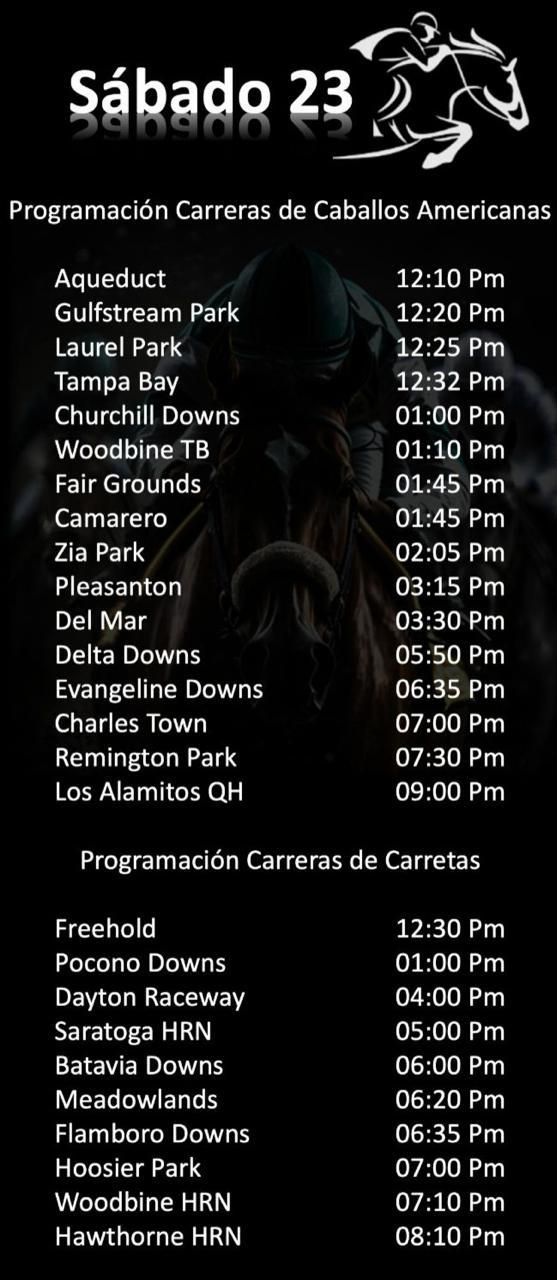 Sábado 23
Programación Carreras de Caballos Americanas
Aqueduct 12:10 Pm
Gulfstream Park 12:20 Pm
Laurel Park 12:25 Pm
Tampa Bay 12:32 Pm
Churchill Downs 01:00 Pm
Woodbine TB 01:10 Pm
Fair Grounds 01:45 Pm
Camarero 01:45 Pm
Zia Park 02:05 Pm
Pleasanton 03:15 Pm
Del Mar 03:30 Pm
Delta Downs 05:50 Pm
Evangeline Downs 06:35 Pm
Charles Town 07:00 Pm
Remington Park 07:30 Pm
Los Alamitos QH 09:00 Pm
Programación Carreras de Carretas
Freehold 12:30 Pm
Pocono Downs 01:00 Pm
Dayton Raceway 04:00 Pm
Saratoga HRN 05:00 Pm
Batavia Downs 06:00 Pm
Meadowlands 06:20 Pm
Flamboro Downs 06:35 Pm
Hoosier Park 07:00 Pm
Woodbine HRN 07:10 Pm
Hawthorne HRN 08:10 Pm